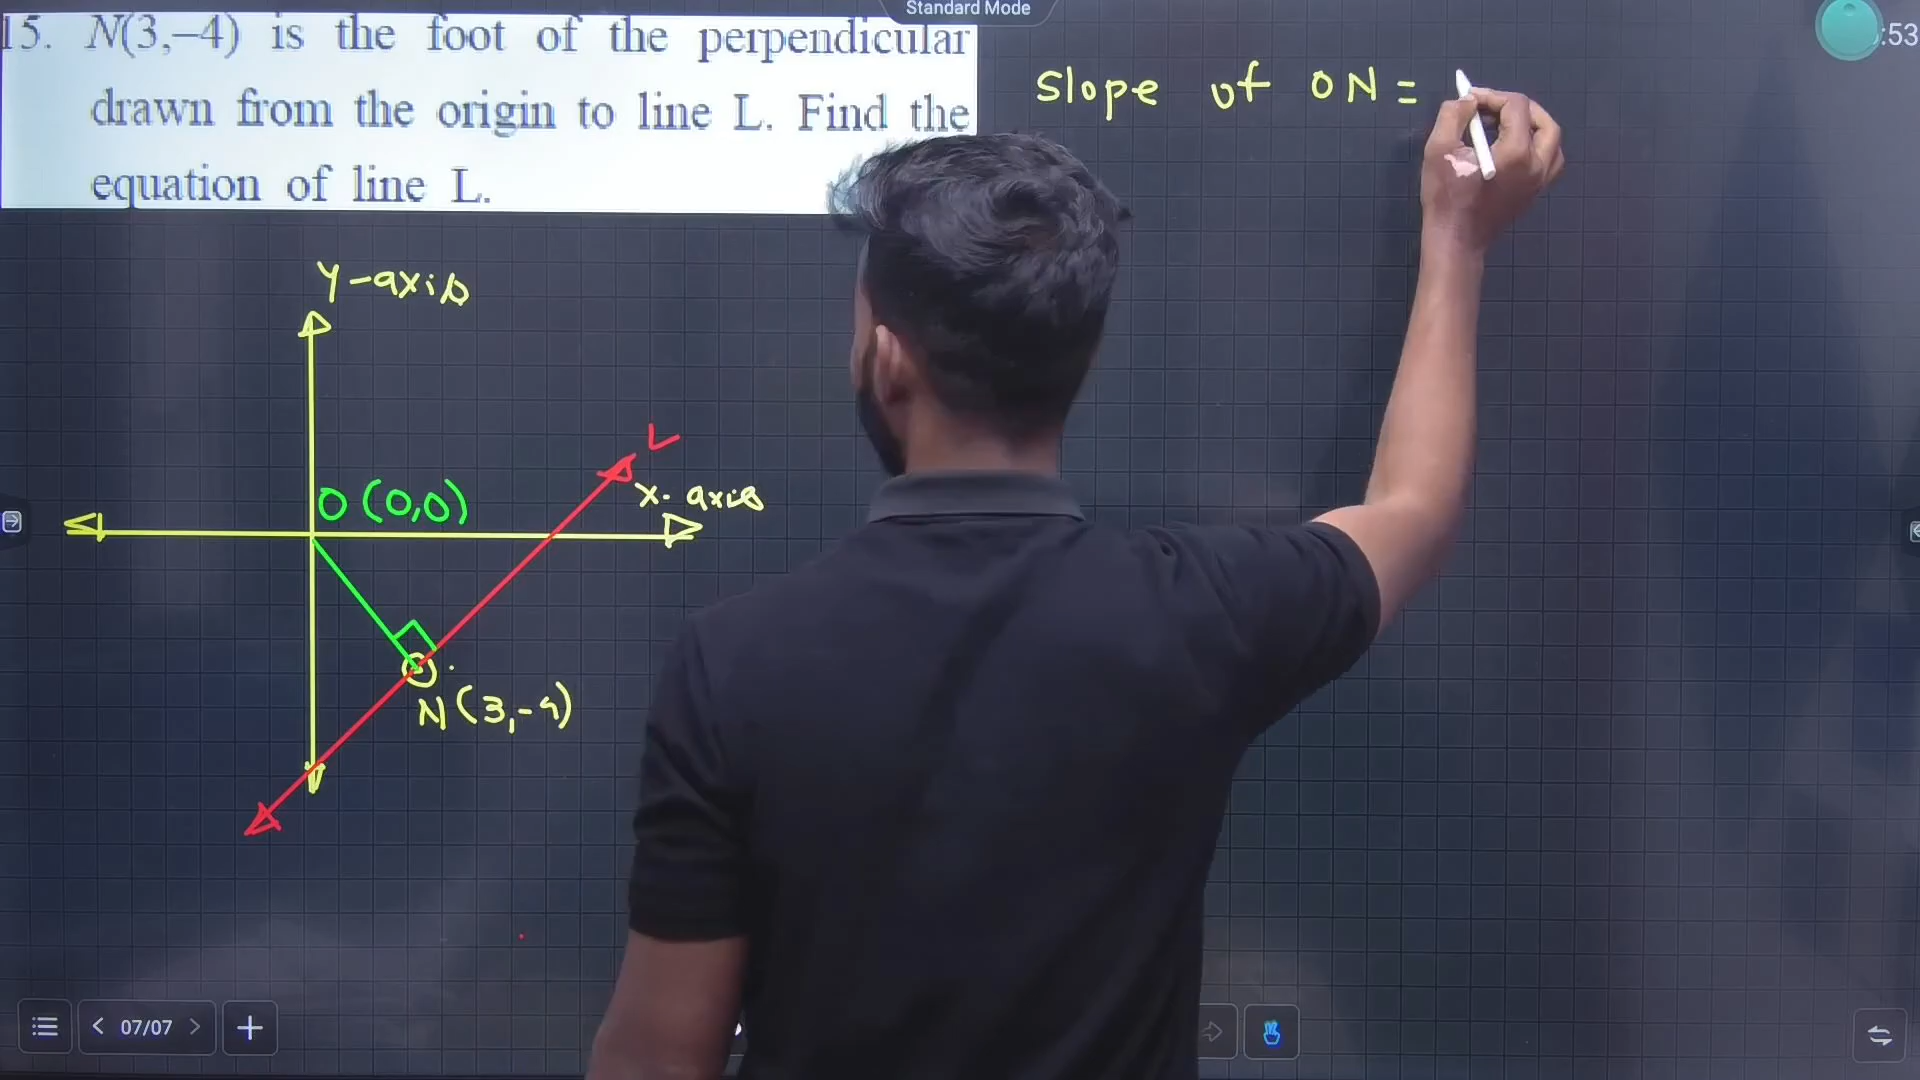 Standard Mode
:53
15. N(3,–4) is the foot of the perpendicular
drawn from the origin to line L. Find the
equation of line L.
Slope of ON =
Y-axis
L
X-axis
O (0,0)
N(3,-4)
07/07